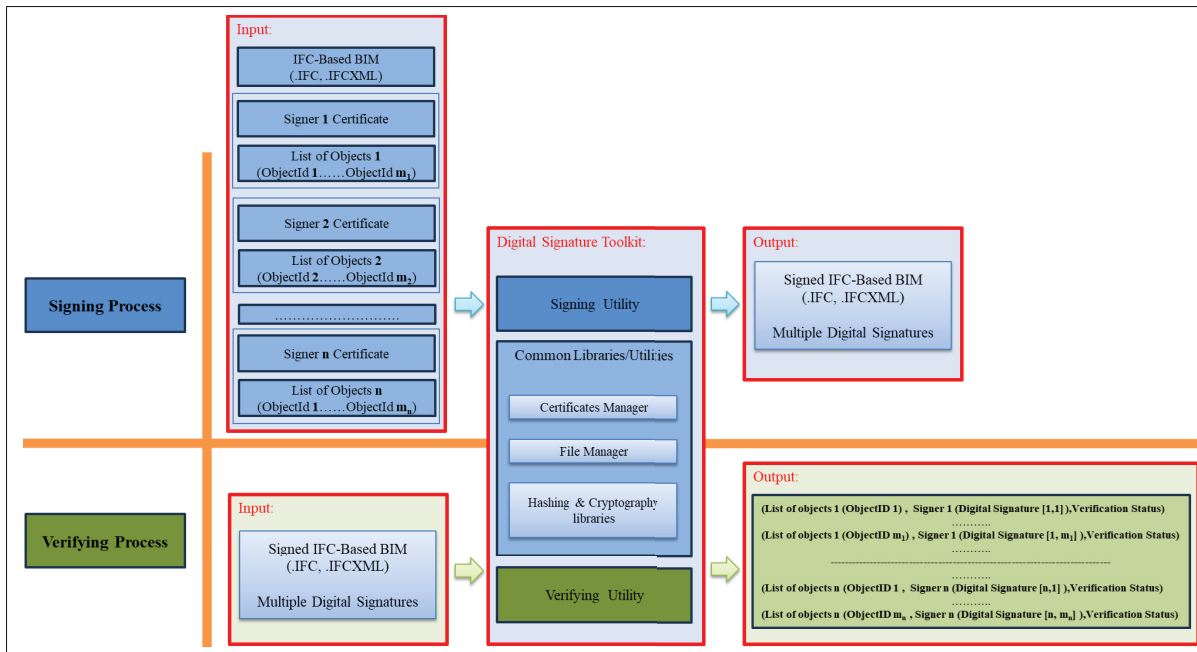 Input:
IFC-Based BIM
(.IFC, .IFCXML)
Signer 1 Certificate
List of Objects 1
(ObjectId 1......ObjectId m₁)
Signer 2 Certificate
List of Objects 2
(ObjectId 2......ObjectId m₂)
............................
Signer n Certificate
List of Objects n
(ObjectId 1......ObjectId mₙ)
Signing Process
Digital Signature Toolkit:
Signing Utility
Common Libraries/Utilities
Certificates Manager
File Manager
Hashing & Cryptography
libraries
Verifying Utility
Output:
Signed IFC-Based BIM
(.IFC, .IFCXML)
Multiple Digital Signatures
Verifying Process
Input:
Signed IFC-Based BIM
(.IFC, .IFCXML)
Multiple Digital Signatures
Output:
(List of objects 1 (ObjectID 1) , Signer 1 (Digital Signature [1,1] ),Verification Status)
...........
(List of objects 1 (ObjectID m₁) , Signer 1 (Digital Signature [1, m₁] ),Verification Status)
...........
--------------------------------------------------------------------------------
...........
(List of objects n (ObjectID 1 , Signer n (Digital Signature [n,1] ),Verification Status)
...........
(List of objects n (ObjectID mₙ , Signer n (Digital Signature [n, mₙ] ),Verification Status)